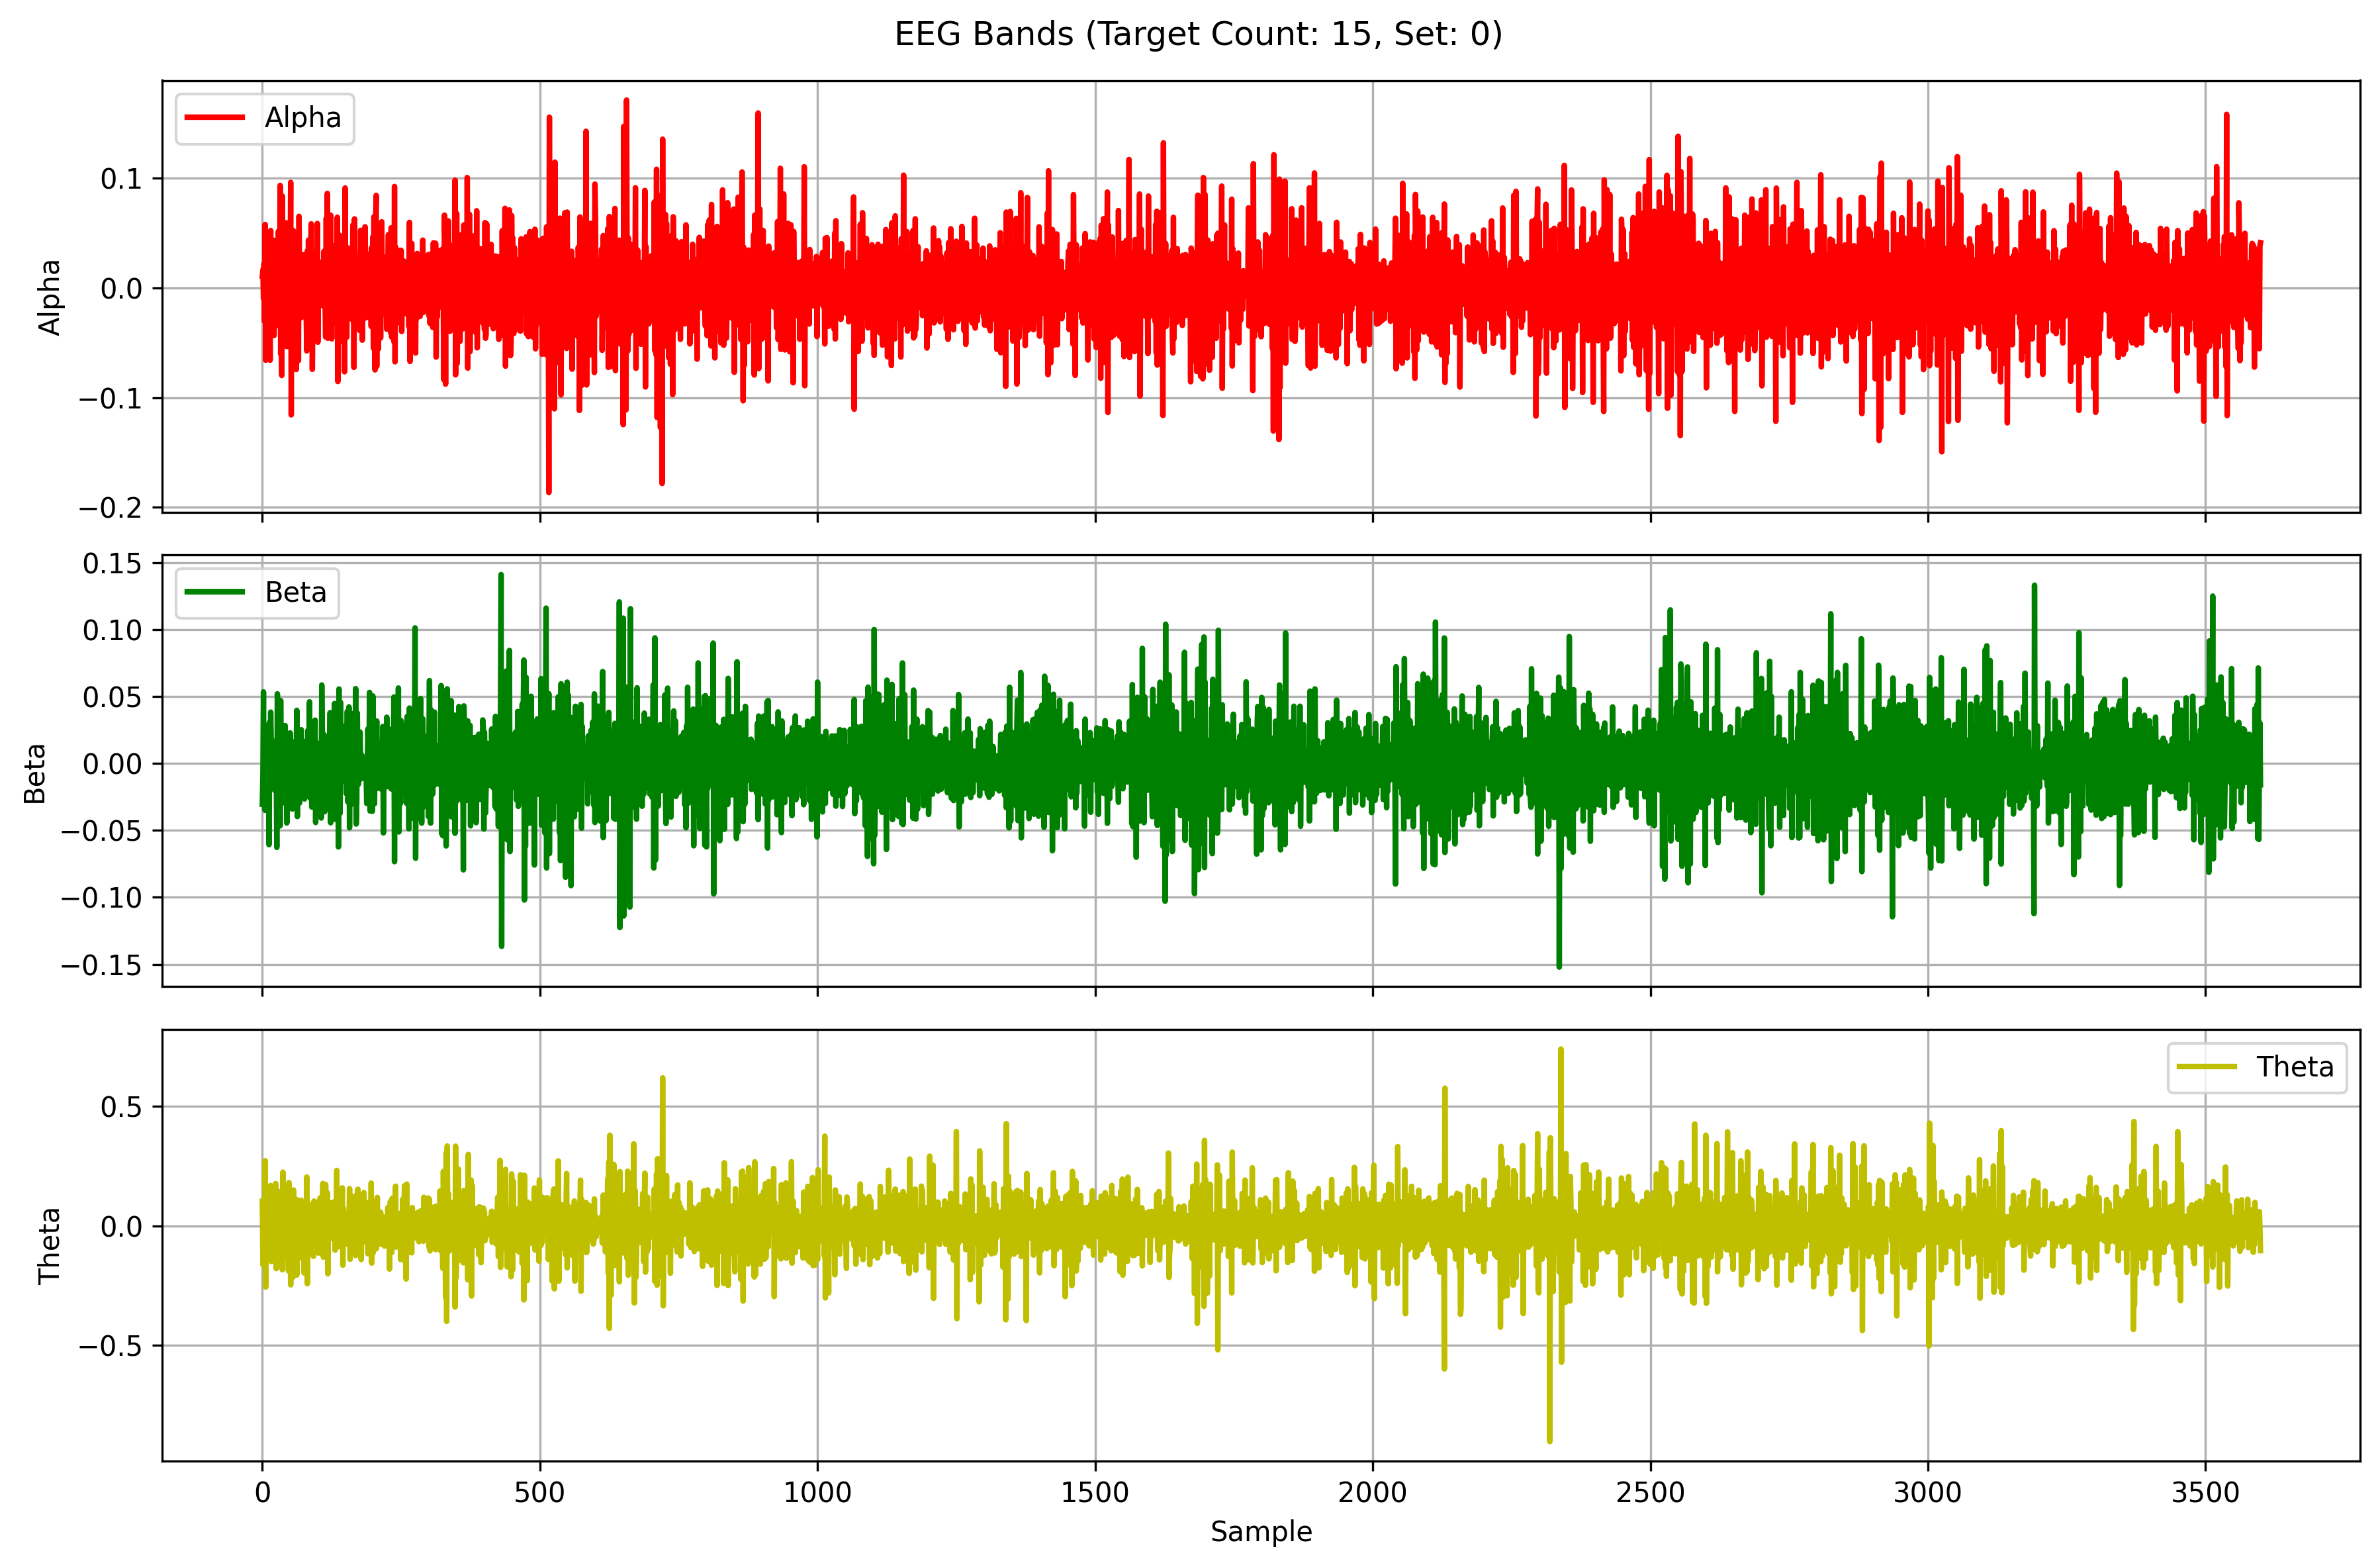 EEG Bands (Target Count: 15, Set: 0)
Alpha
0.1
0.0
−0.1
−0.2
Alpha
Beta
0.15
0.10
0.05
0.00
−0.05
−0.10
−0.15
Beta
Theta
0.5
0.0
−0.5
Theta
0 500 1000 1500 2000 2500 3000 3500
Sample